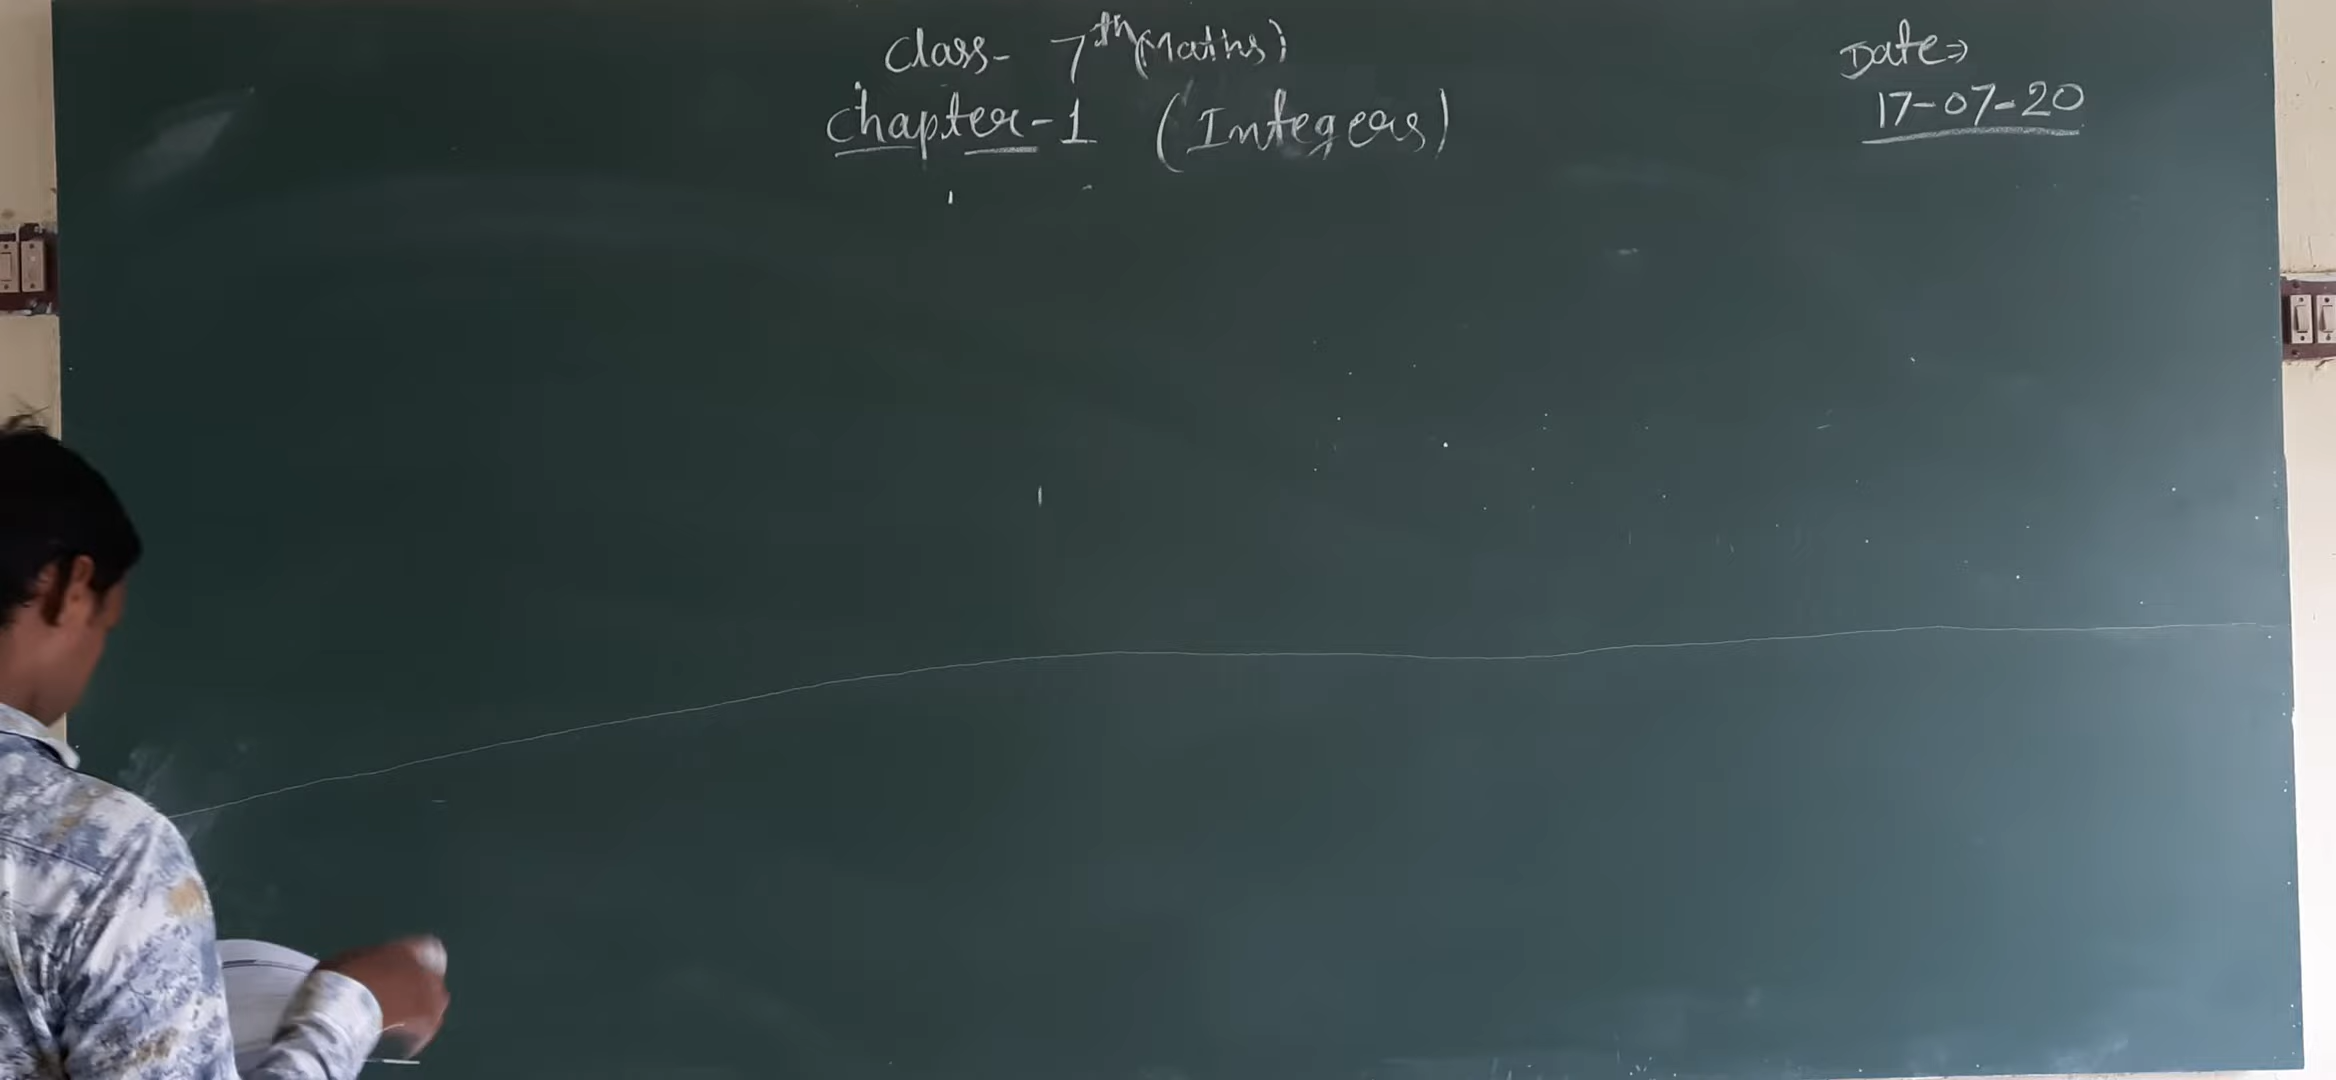 Class- 7th (Maths)
Chapter-1 (Integers)
Date⇒
17-07-20